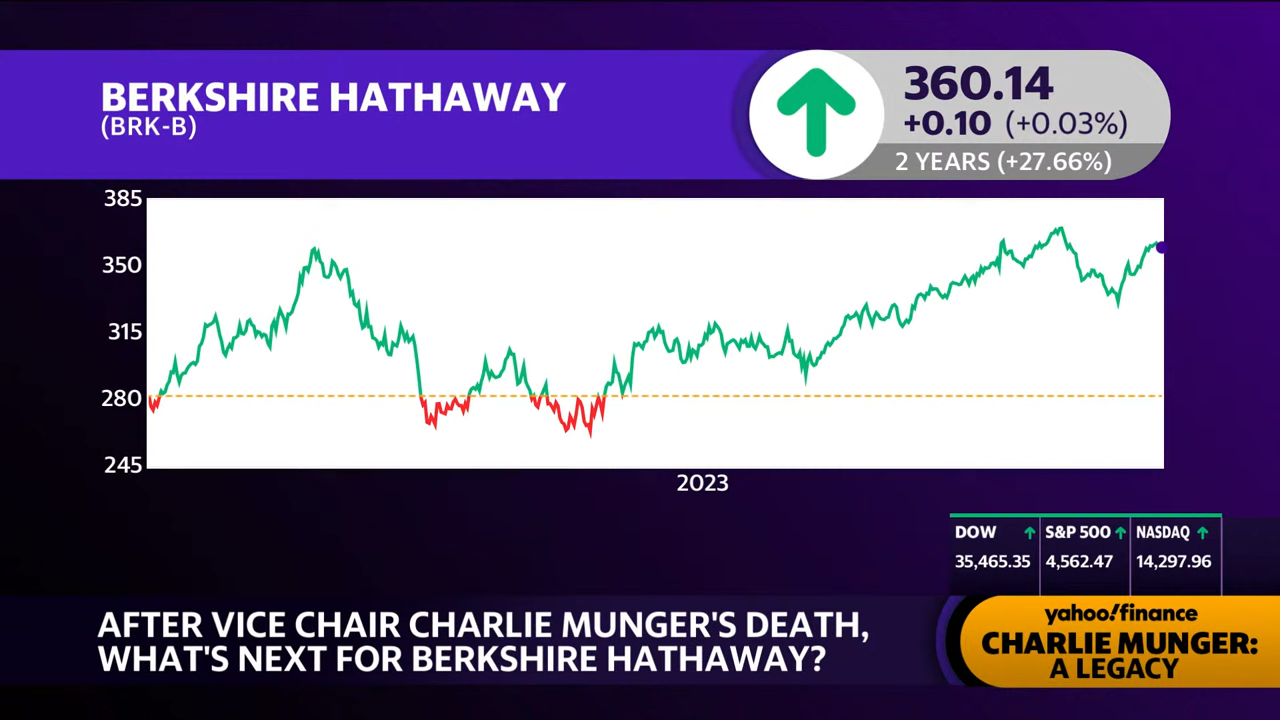 BERKSHIRE HATHAWAY
(BRK-B)
360.14
+0.10 (+0.03%)
2 YEARS (+27.66%)
385
350
315
280
245
2023
DOW
35,465.35
S&P 500
4,562.47
NASDAQ
14,297.96
AFTER VICE CHAIR CHARLIE MUNGER'S DEATH,
WHAT'S NEXT FOR BERKSHIRE HATHAWAY?
yahoo!finance
CHARLIE MUNGER:
A LEGACY